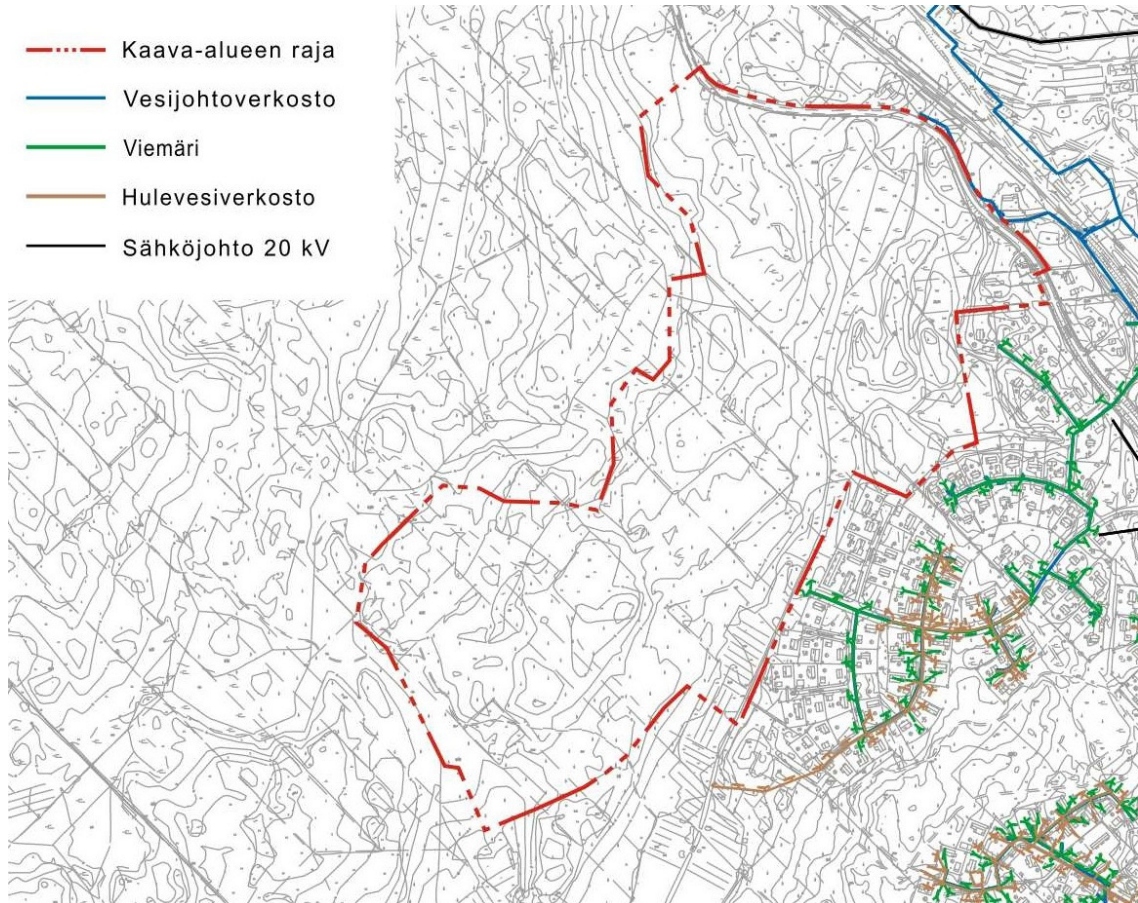 Kaava-alueen raja
Vesijohtoverkosto
Viemäri
Hulevesiverkosto
Sähköjohto 20 kV